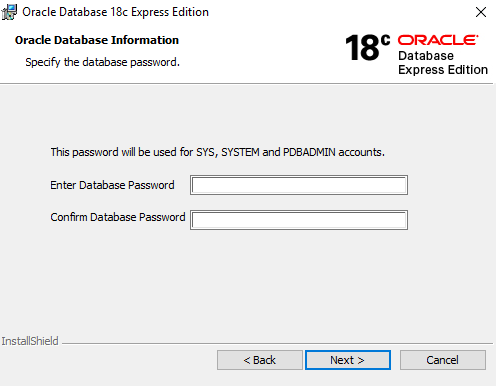 Oracle Database 18c Express Edition
Oracle Database Information
Specify the database password.
18c ORACLE
Database
Express Edition
This password will be used for SYS, SYSTEM and PDBADMIN accounts.
Enter Database Password
Confirm Database Password
InstallShield
< Back
Next >
Cancel